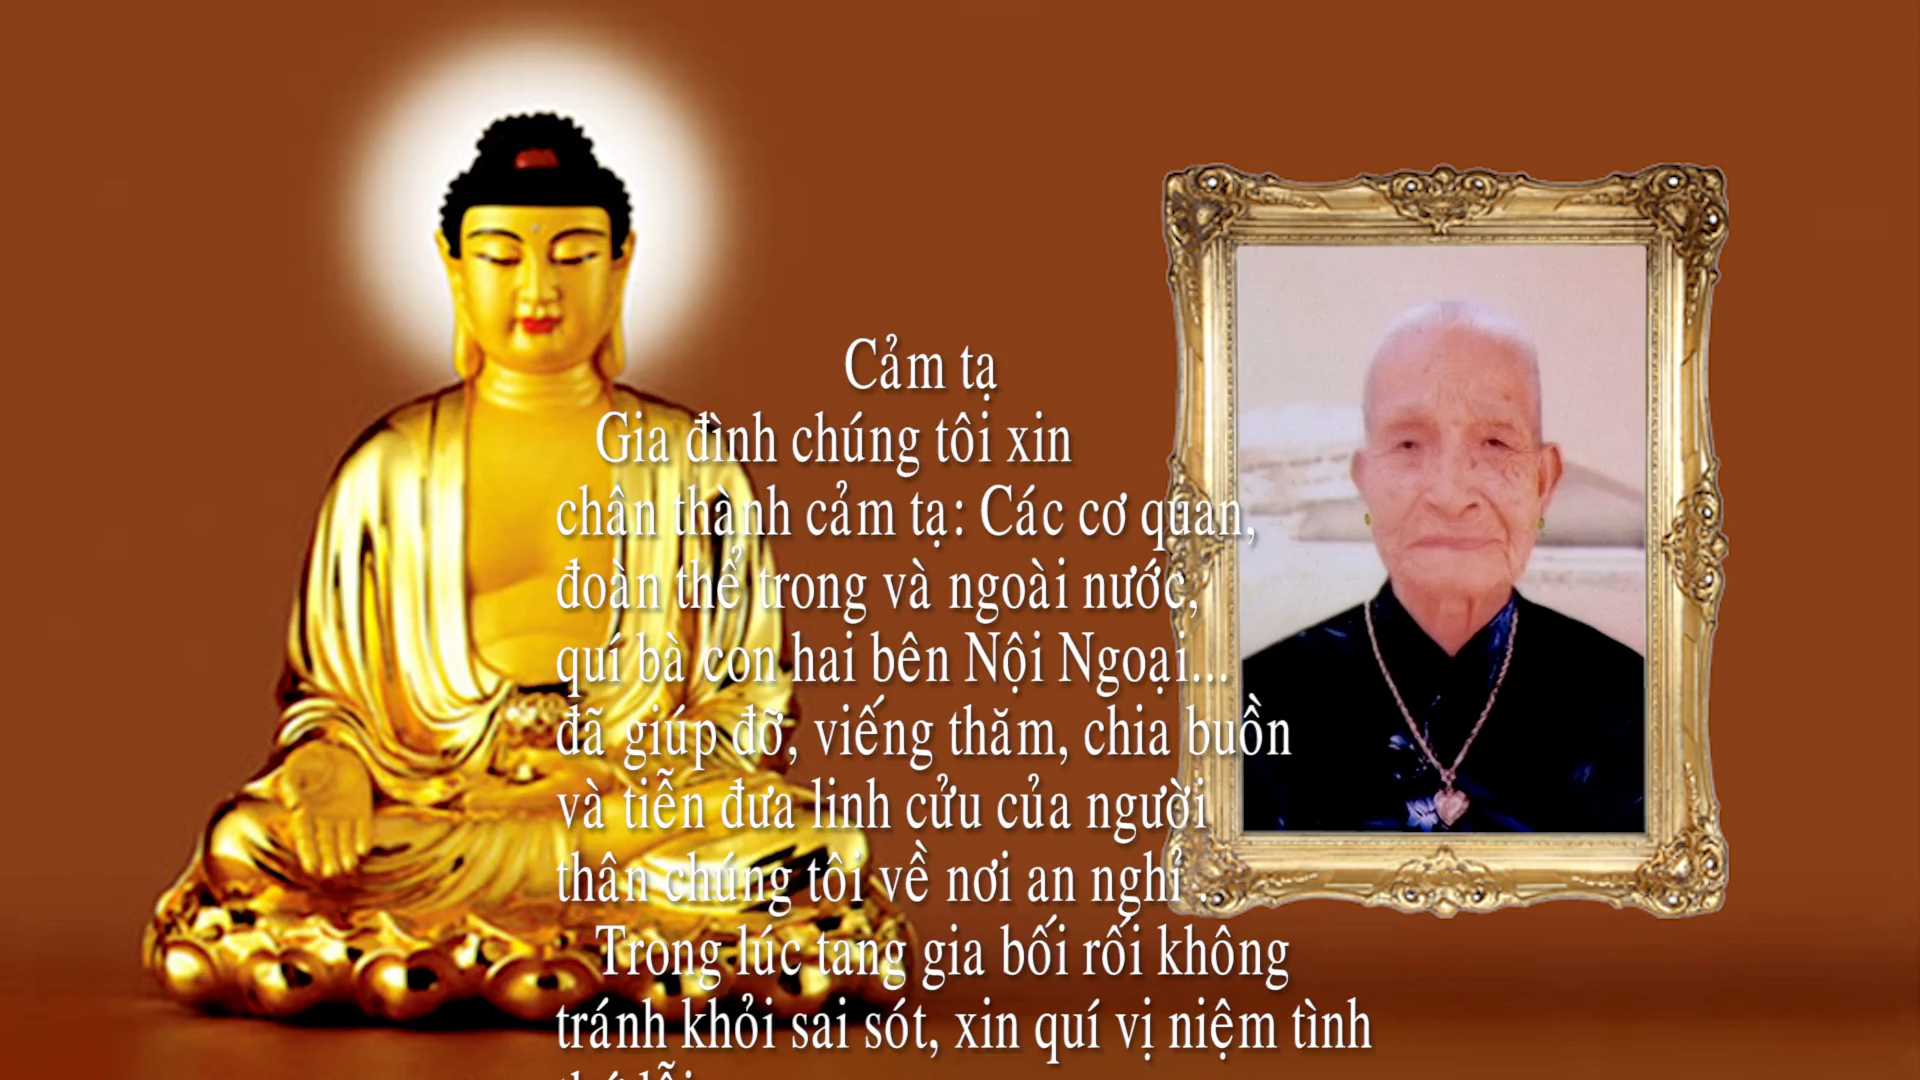 Cảm tạ
Gia đình chúng tôi xin
chân thành cảm tạ: Các cơ quan,
đoàn thể trong và ngoài nước,
quí bà con hai bên Nội Ngoại...
đã giúp đỡ, viếng thăm, chia buồn
và tiễn đưa linh cửu của người
thân chúng tôi về nơi an nghỉ .
Trong lúc tang gia bối rối không
tránh khỏi sai sót, xin quí vị niệm tình